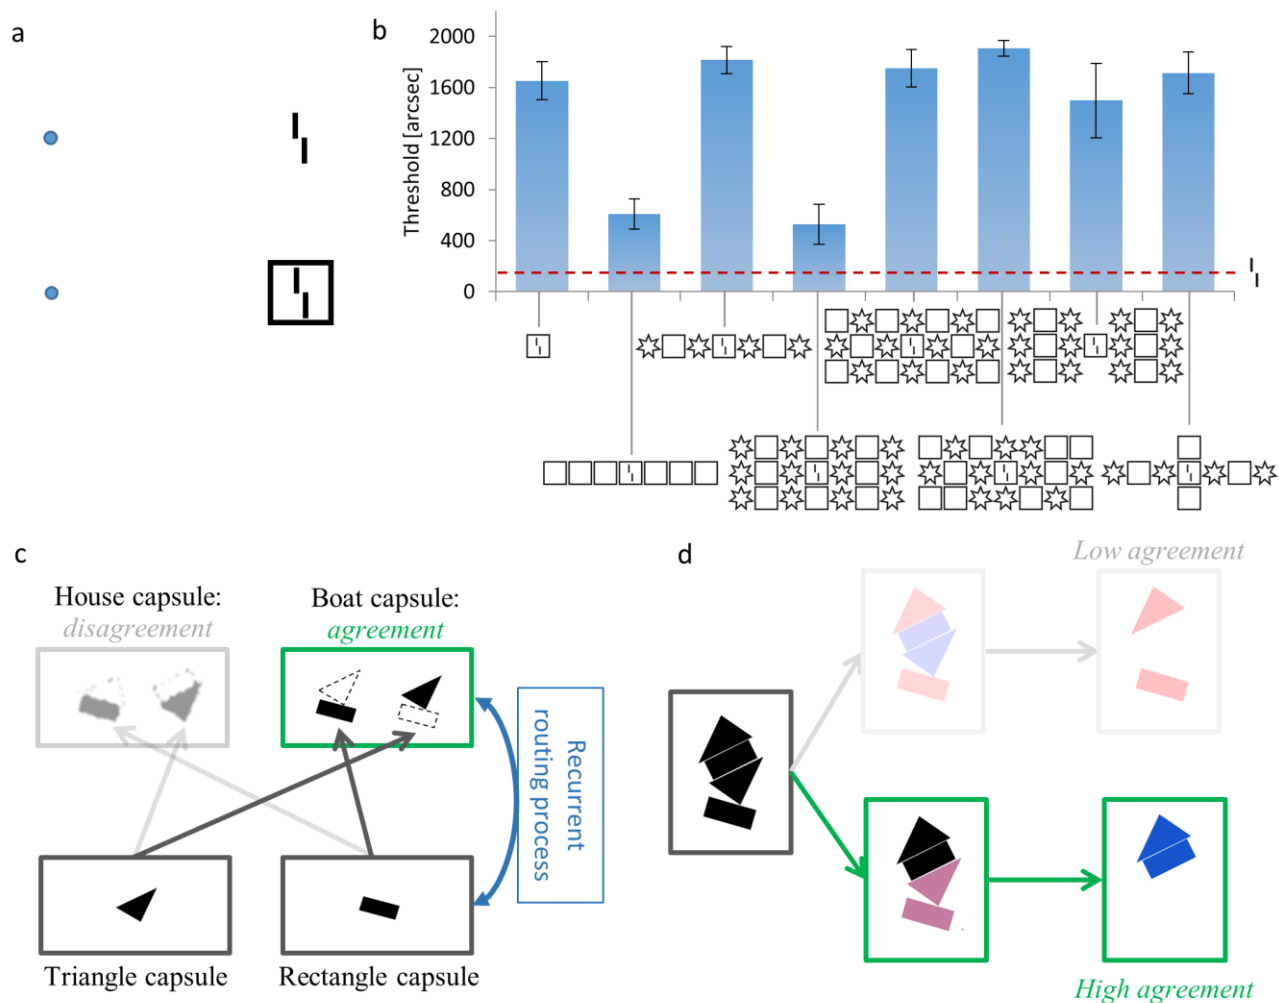 a
b
2000
1600
1200
800
400
0
Threshold [arcsec]
c
House capsule:
disagreement
Boat capsule:
agreement
Recurrent
routing process
Triangle capsule
Rectangle capsule
d
Low agreement
High agreement